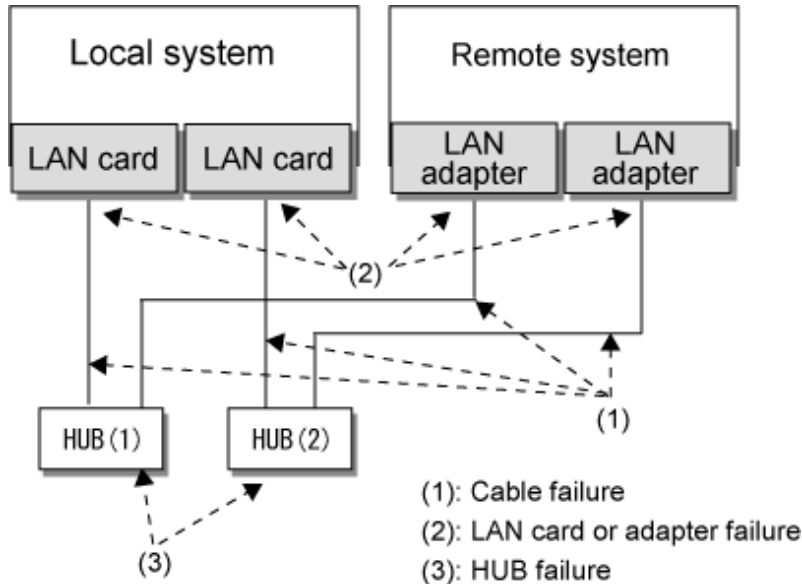 Local system
Remote system
LAN card
LAN card
LAN
adapter
LAN
adapter
(2)
(1)
HUB(1)
HUB(2)
(3)
(1): Cable failure
(2): LAN card or adapter failure
(3): HUB failure